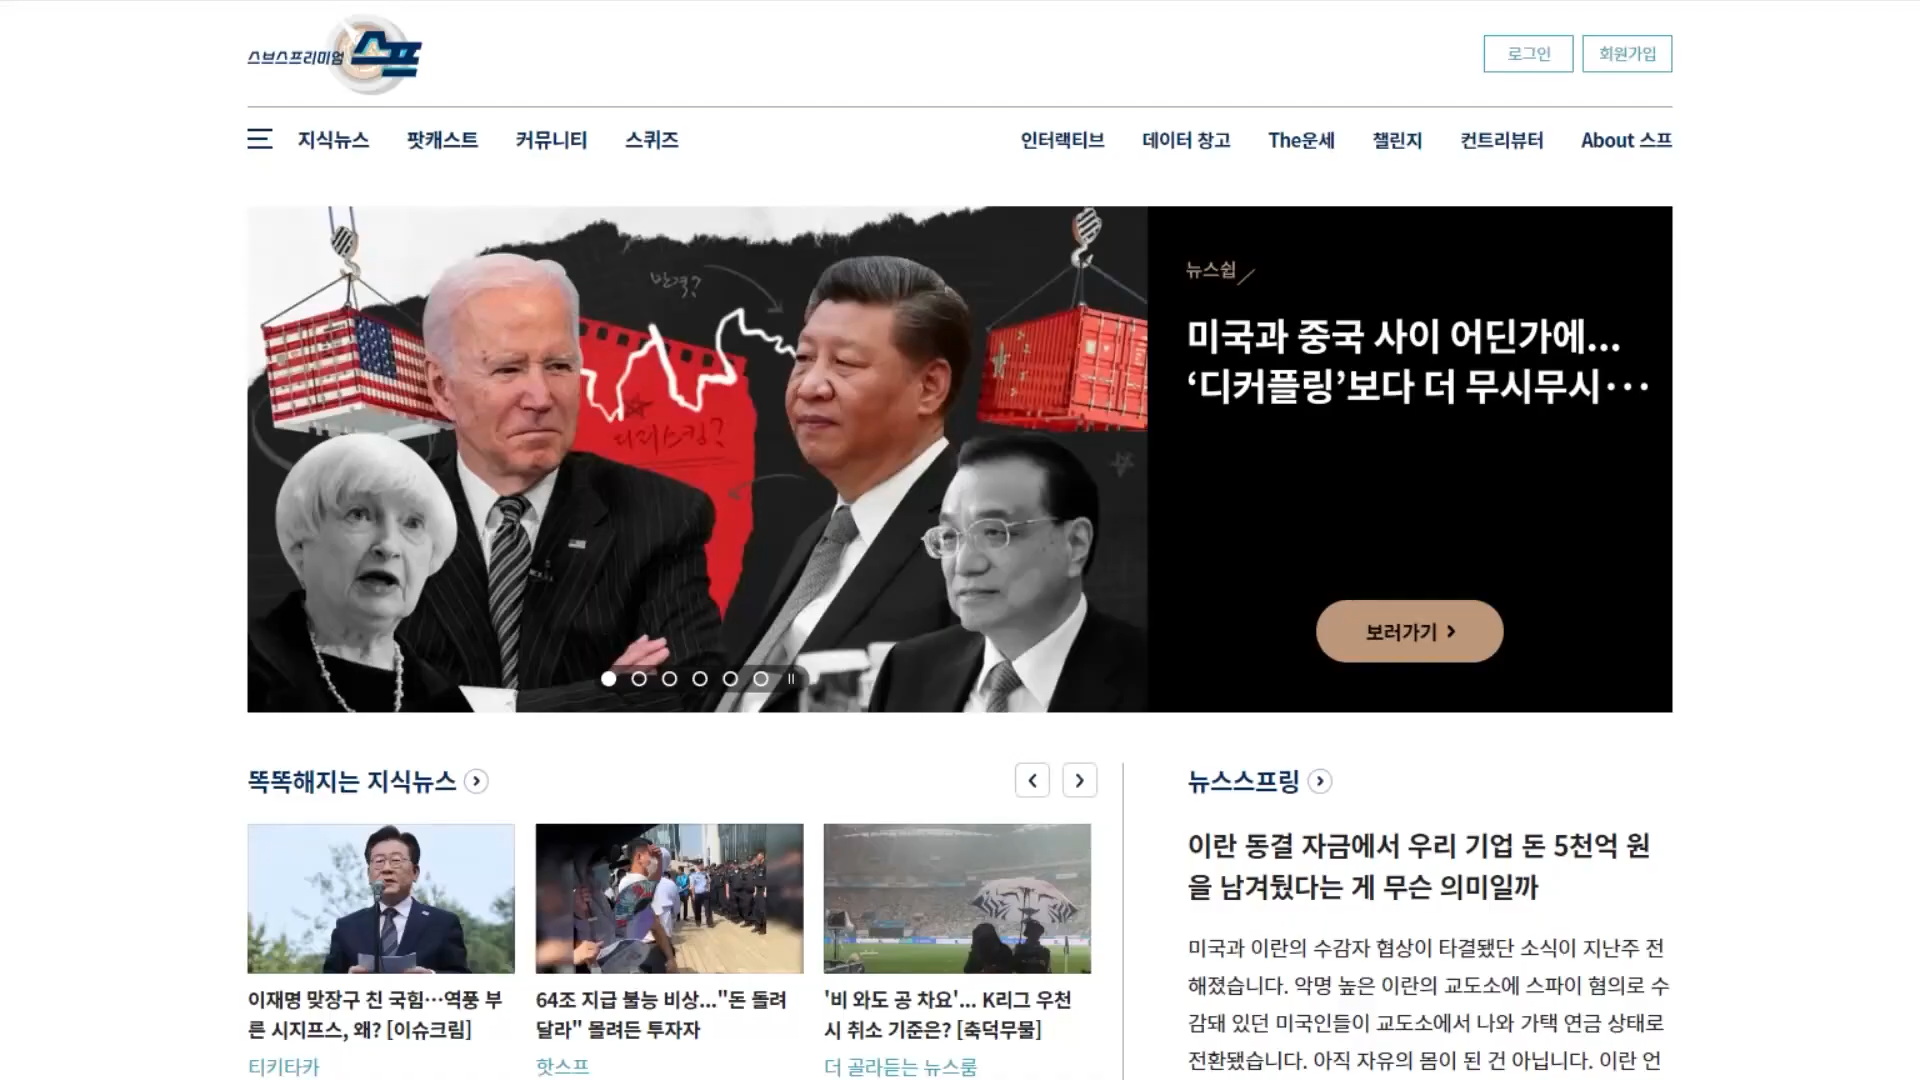 스브스프리미엄 스프
로그인
회원가입
지식뉴스
팟캐스트
커뮤니티
스퀴즈
인터랙티브
데이터 창고
The운세
챌린지
컨트리뷰터
About 스프
반격?
디리스킹?
뉴스쉽
미국과 중국 사이 어딘가에...
‘디커플링’보다 더 무시무시···
보러가기
똑똑해지는 지식뉴스
이재명 맞장구 친 국힘…역풍 부
른 시지프스, 왜? [이슈크림]
티키타카
64조 지급 불능 비상..."돈 돌려
달라" 몰려든 투자자
핫스프
'비 와도 공 차요'... K리그 우천
시 취소 기준은? [축덕무물]
더 골라듣는 뉴스룸
뉴스스프링
이란 동결 자금에서 우리 기업 돈 5천억 원
을 남겨뒀다는 게 무슨 의미일까
미국과 이란의 수감자 협상이 타결됐단 소식이 지난주 전
해졌습니다. 악명 높은 이란의 교도소에 스파이 혐의로 수
감돼 있던 미국인들이 교도소에서 나와 가택 연금 상태로
전환됐습니다. 아직 자유의 몸이 된 건 아닙니다. 이란 언